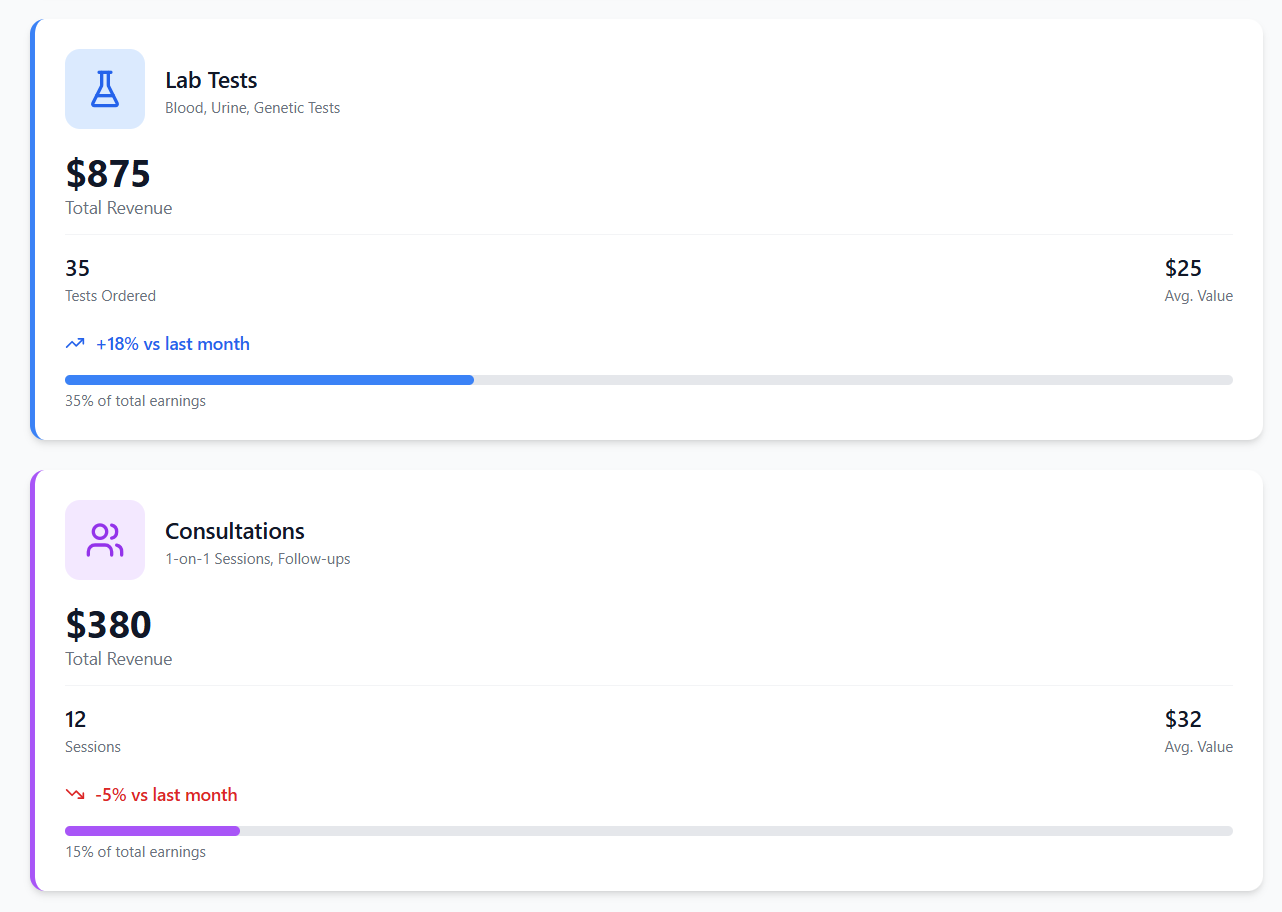 Lab Tests
Blood, Urine, Genetic Tests
$875
Total Revenue
35
$25
Tests Ordered
Avg. Value
+18% vs last month
35% of total earnings
Consultations
1-on-1 Sessions, Follow-ups
$380
Total Revenue
12
$32
Sessions
Avg. Value
-5% vs last month
15% of total earnings